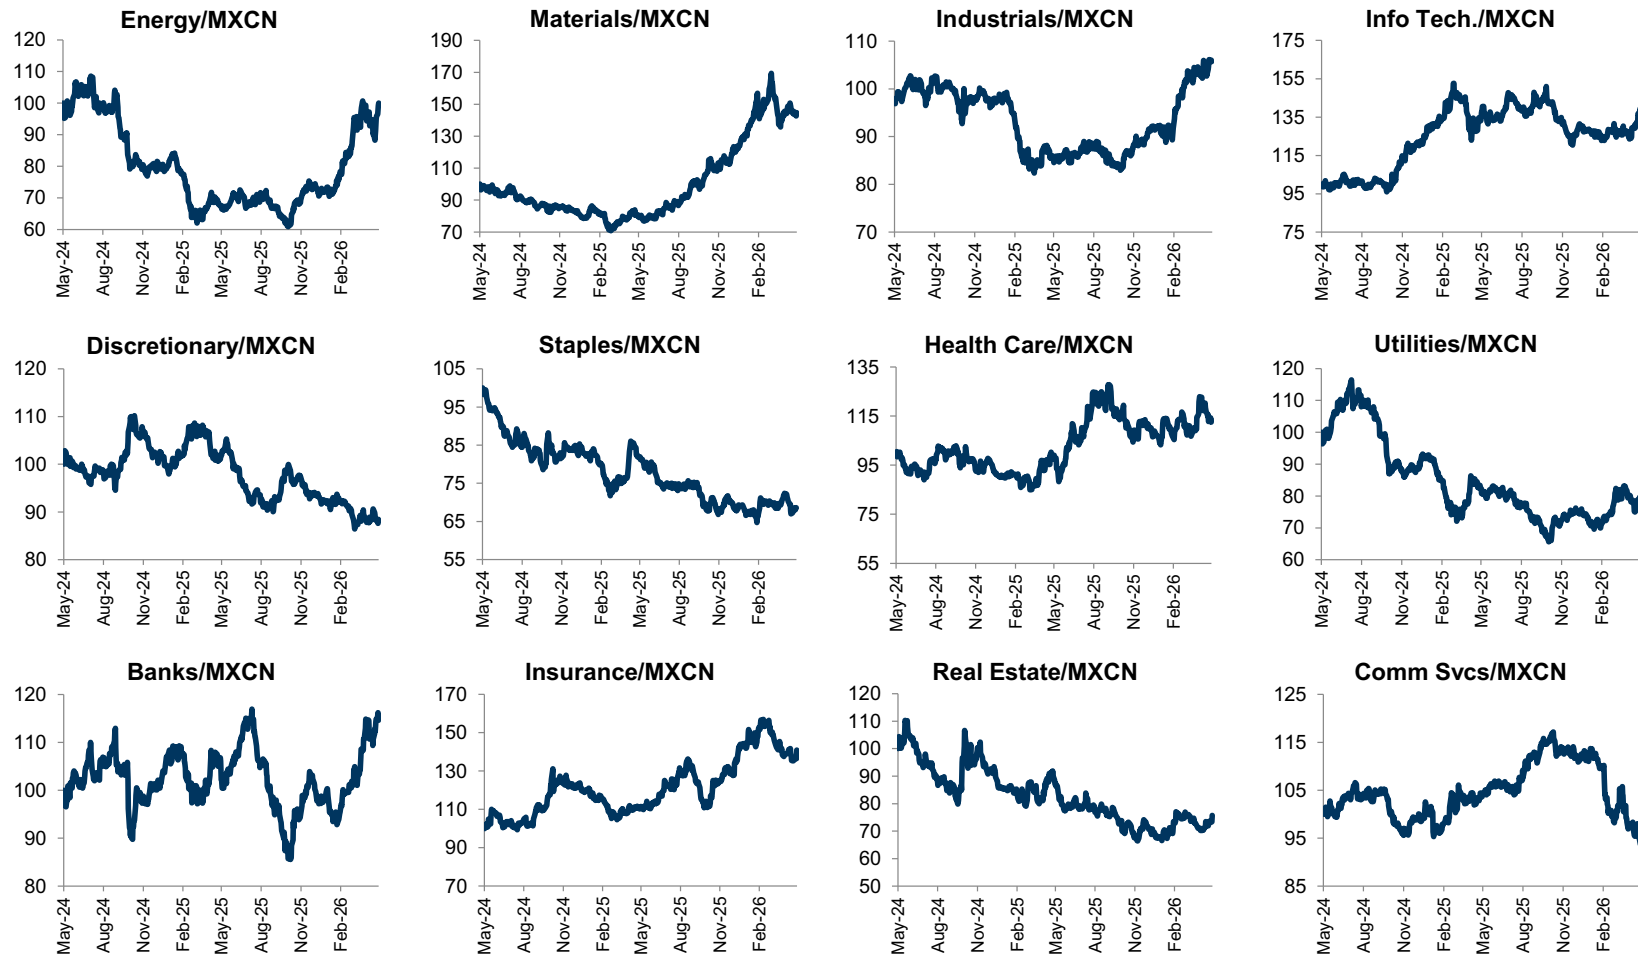 Energy/MXCN
120
110
100
90
80
70
60
May-24
Aug-24
Nov-24
Feb-25
May-25
Aug-25
Nov-25
Feb-26
Materials/MXCN
190
170
150
130
110
90
70
May-24
Aug-24
Nov-24
Feb-25
May-25
Aug-25
Nov-25
Feb-26
Industrials/MXCN
110
100
90
80
70
May-24
Aug-24
Nov-24
Feb-25
May-25
Aug-25
Nov-25
Feb-26
Info Tech./MXCN
175
155
135
115
95
75
May-24
Aug-24
Nov-24
Feb-25
May-25
Aug-25
Nov-25
Feb-26
Discretionary/MXCN
120
110
100
90
80
May-24
Aug-24
Nov-24
Feb-25
May-25
Aug-25
Nov-25
Feb-26
Staples/MXCN
105
95
85
75
65
55
May-24
Aug-24
Nov-24
Feb-25
May-25
Aug-25
Nov-25
Feb-26
Health Care/MXCN
135
115
95
75
55
May-24
Aug-24
Nov-24
Feb-25
May-25
Aug-25
Nov-25
Feb-26
Utilities/MXCN
120
110
100
90
80
70
60
May-24
Aug-24
Nov-24
Feb-25
May-25
Aug-25
Nov-25
Feb-26
Banks/MXCN
120
110
100
90
80
May-24
Aug-24
Nov-24
Feb-25
May-25
Aug-25
Nov-25
Feb-26
Insurance/MXCN
170
150
130
110
90
70
May-24
Aug-24
Nov-24
Feb-25
May-25
Aug-25
Nov-25
Feb-26
Real Estate/MXCN
120
110
100
90
80
70
60
50
May-24
Aug-24
Nov-24
Feb-25
May-25
Aug-25
Nov-25
Feb-26
Comm Svcs/MXCN
125
115
105
95
85
May-24
Aug-24
Nov-24
Feb-25
May-25
Aug-25
Nov-25
Feb-26